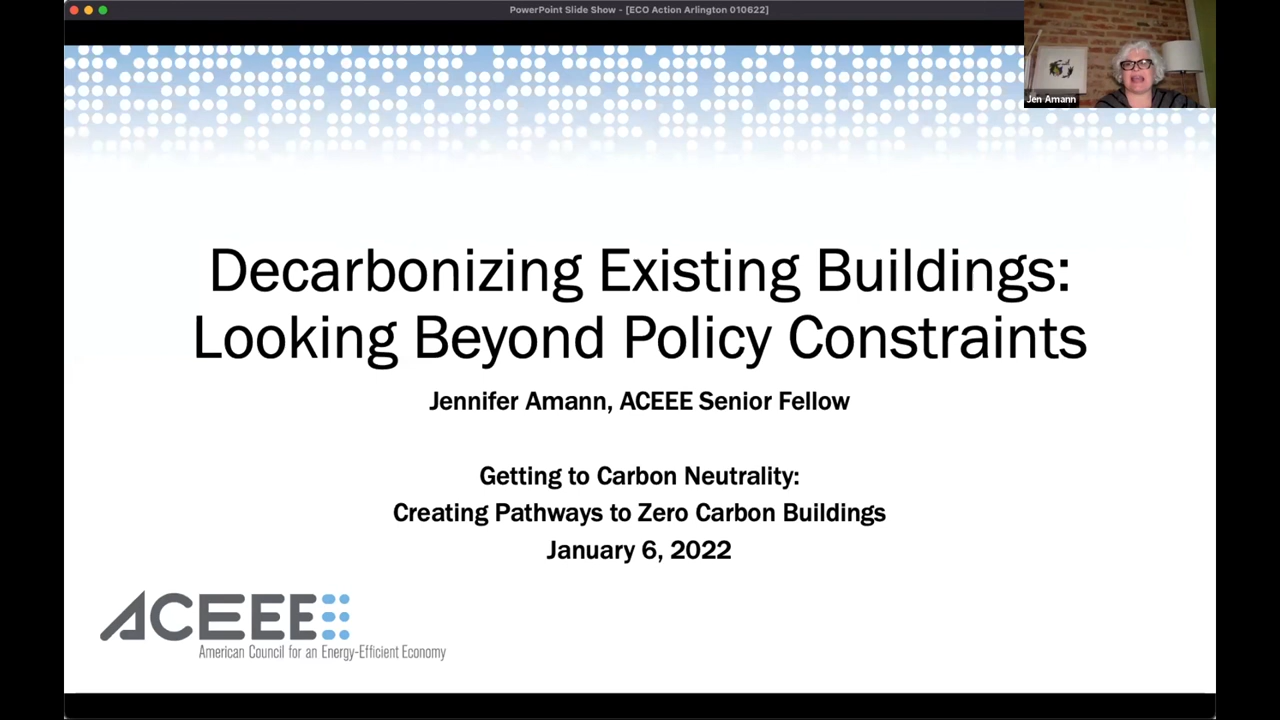 PowerPoint Slide Show - [ECO Action Arlington 010622]
Jen Amann
Decarbonizing Existing Buildings:
Looking Beyond Policy Constraints
Jennifer Amann, ACEEE Senior Fellow
Getting to Carbon Neutrality:
Creating Pathways to Zero Carbon Buildings
January 6, 2022
ACEEE
American Council for an Energy-Efficient Economy